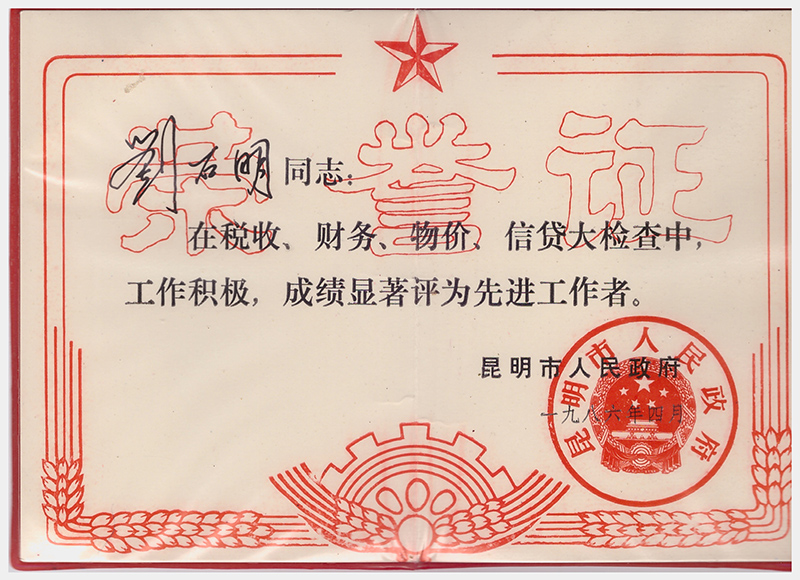 荣誉证
劉石明同志:
在税收、财务、物价、信贷大检查中,
工作积极,成绩显著评为先进工作者。
昆明市人民政府
一九八六年四月
昆明市人民政府